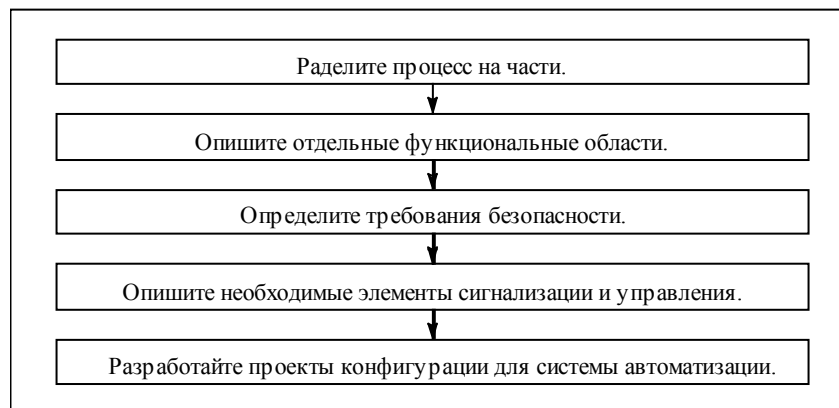 Раделите процесс на части.
Опишите отдельные функциональные области.
Определите требования безопасности.
Опишите необходимые элементы сигнализации и управления.
Разработайте проекты конфигурации для системы автоматизации.